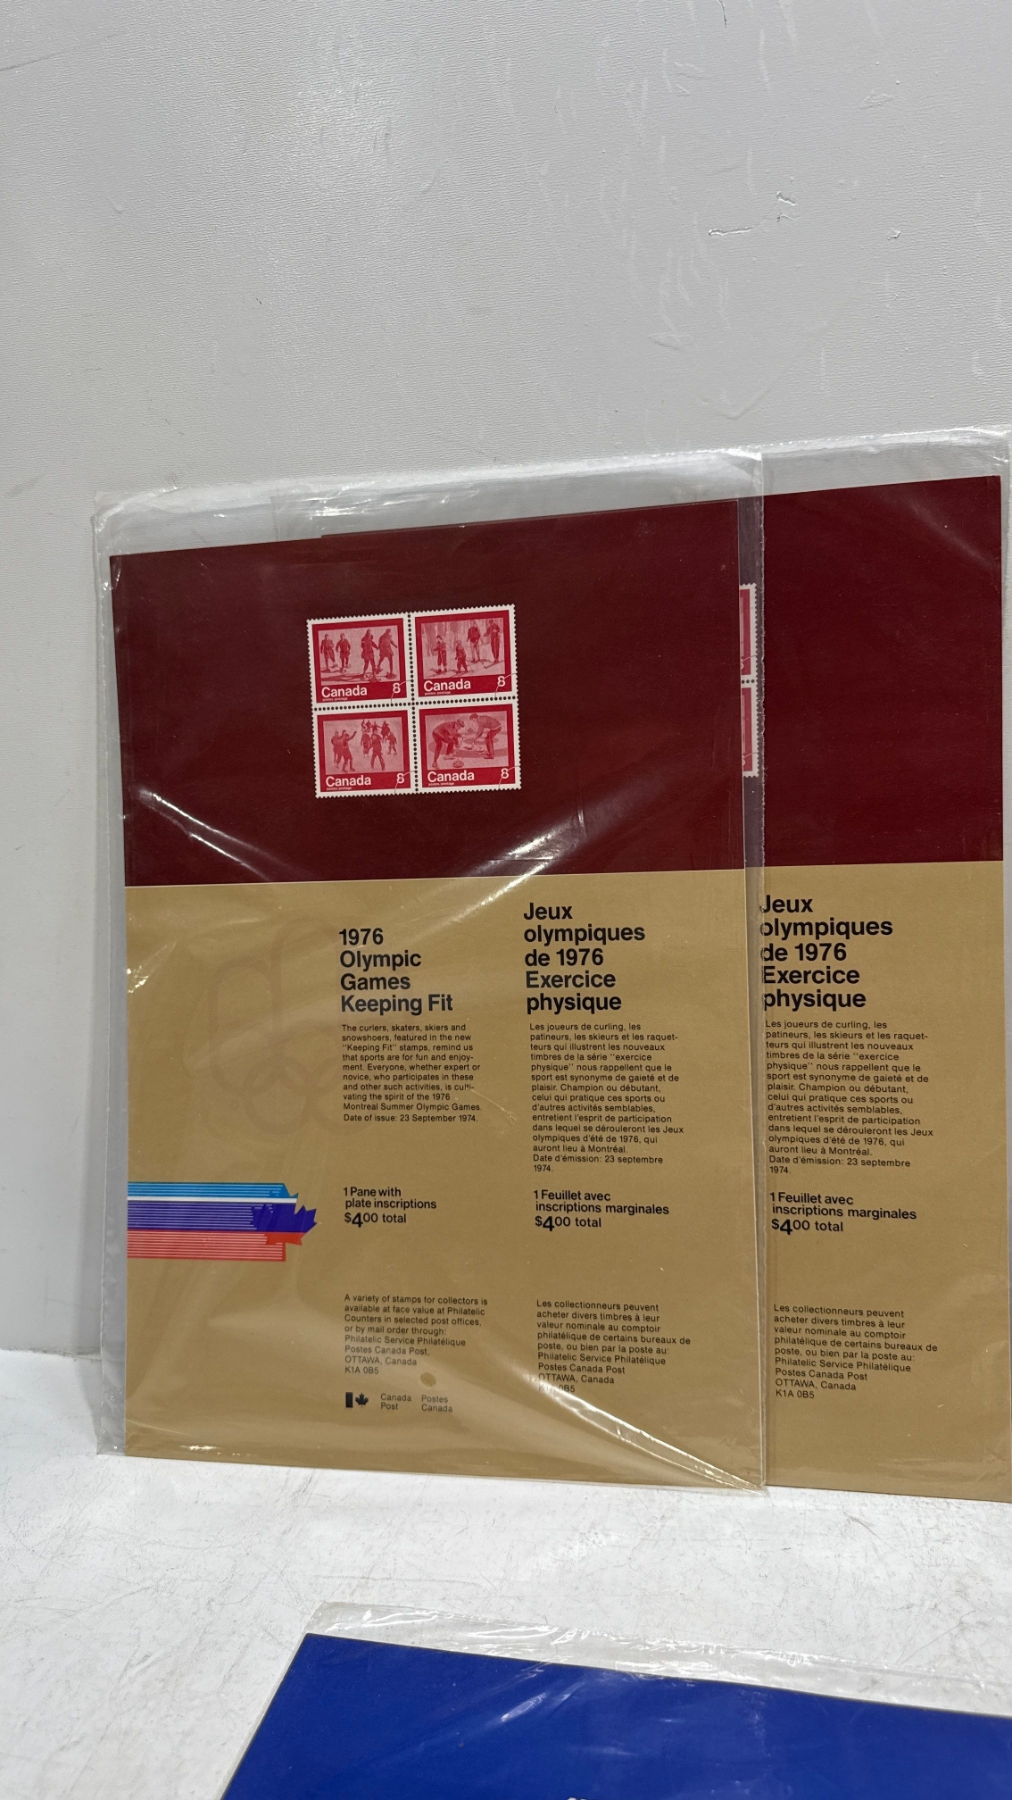 Canada 8
postes postage
Canada 8
postes postage
Canada 8
postes postage
Canada 8
postes postage
1976
Olympic
Games
Keeping Fit
The curlers, skaters, skiers and
snowshoers, featured in the new
"Keeping Fit" stamps, remind us
that sports are for fun and enjoy-
ment. Everyone, whether expert or
novice, who participates in these
and other such activities, is culti-
vating the spirit of the 1976
Montreal Summer Olympic Games.
Date of issue: 23 September 1974.
1 Pane with
plate inscriptions
$4.00 total
A variety of stamps for collectors is
available at face value at Philatelic
Counters in selected post offices,
or by mail order through:
Philatelic Service Philatélique
Postes Canada Post,
OTTAWA, Canada
K1A 0B5
Canada Postes
Post Canada
Jeux
olympiques
de 1976
Exercice
physique
Les joueurs de curling, les
patineurs, les skieurs et les raquet-
teurs qui illustrent les nouveaux
timbres de la série "exercice
physique" nous rappellent que le
sport est synonyme de gaieté et de
plaisir. Champion ou débutant,
celui qui pratique ces sports ou
d'autres activités semblables,
entretient l'esprit de participation
dans lequel se dérouleront les Jeux
olympiques d'été de 1976, qui
auront lieu à Montréal.
Date d'émission: 23 septembre
1974.
1 Feuillet avec
inscriptions marginales
$4.00 total
Les collectionneurs peuvent
acheter divers timbres à leur
valeur nominale au comptoir
philatélique de certains bureaux de
poste, ou bien par la poste au:
Philatelic Service Philatélique
Postes Canada Post
OTTAWA, Canada
K1A 0B5
Jeux
olympiques
de 1976
Exercice
physique
Les joueurs de curling, les
patineurs, les skieurs et les raquet-
teurs qui illustrent les nouveaux
timbres de la série "exercice
physique" nous rappellent que le
sport est synonyme de gaieté et de
plaisir. Champion ou débutant,
celui qui pratique ces sports ou
d'autres activités semblables,
entretient l'esprit de participation
dans lequel se dérouleront les Jeux
olympiques d'été de 1976, qui
auront lieu à Montréal.
Date d'émission: 23 septembre
1974.
1 Feuillet avec
inscriptions marginales
$4.00 total
Les collectionneurs peuvent
acheter divers timbres à leur
valeur nominale au comptoir
philatélique de certains bureaux de
poste, ou bien par la poste au:
Philatelic Service Philatélique
Postes Canada Post
OTTAWA, Canada
K1A 0B5